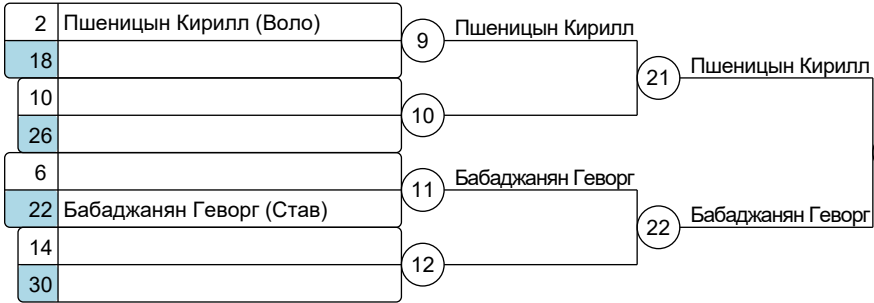 2 Пшеницын Кирилл (Воло)
9 Пшеницын Кирилл
18
21 Пшеницын Кирилл
10
10
26
6
11 Бабаджанян Геворг
22 Бабаджанян Геворг (Став)
22 Бабаджанян Геворг
14
12
30